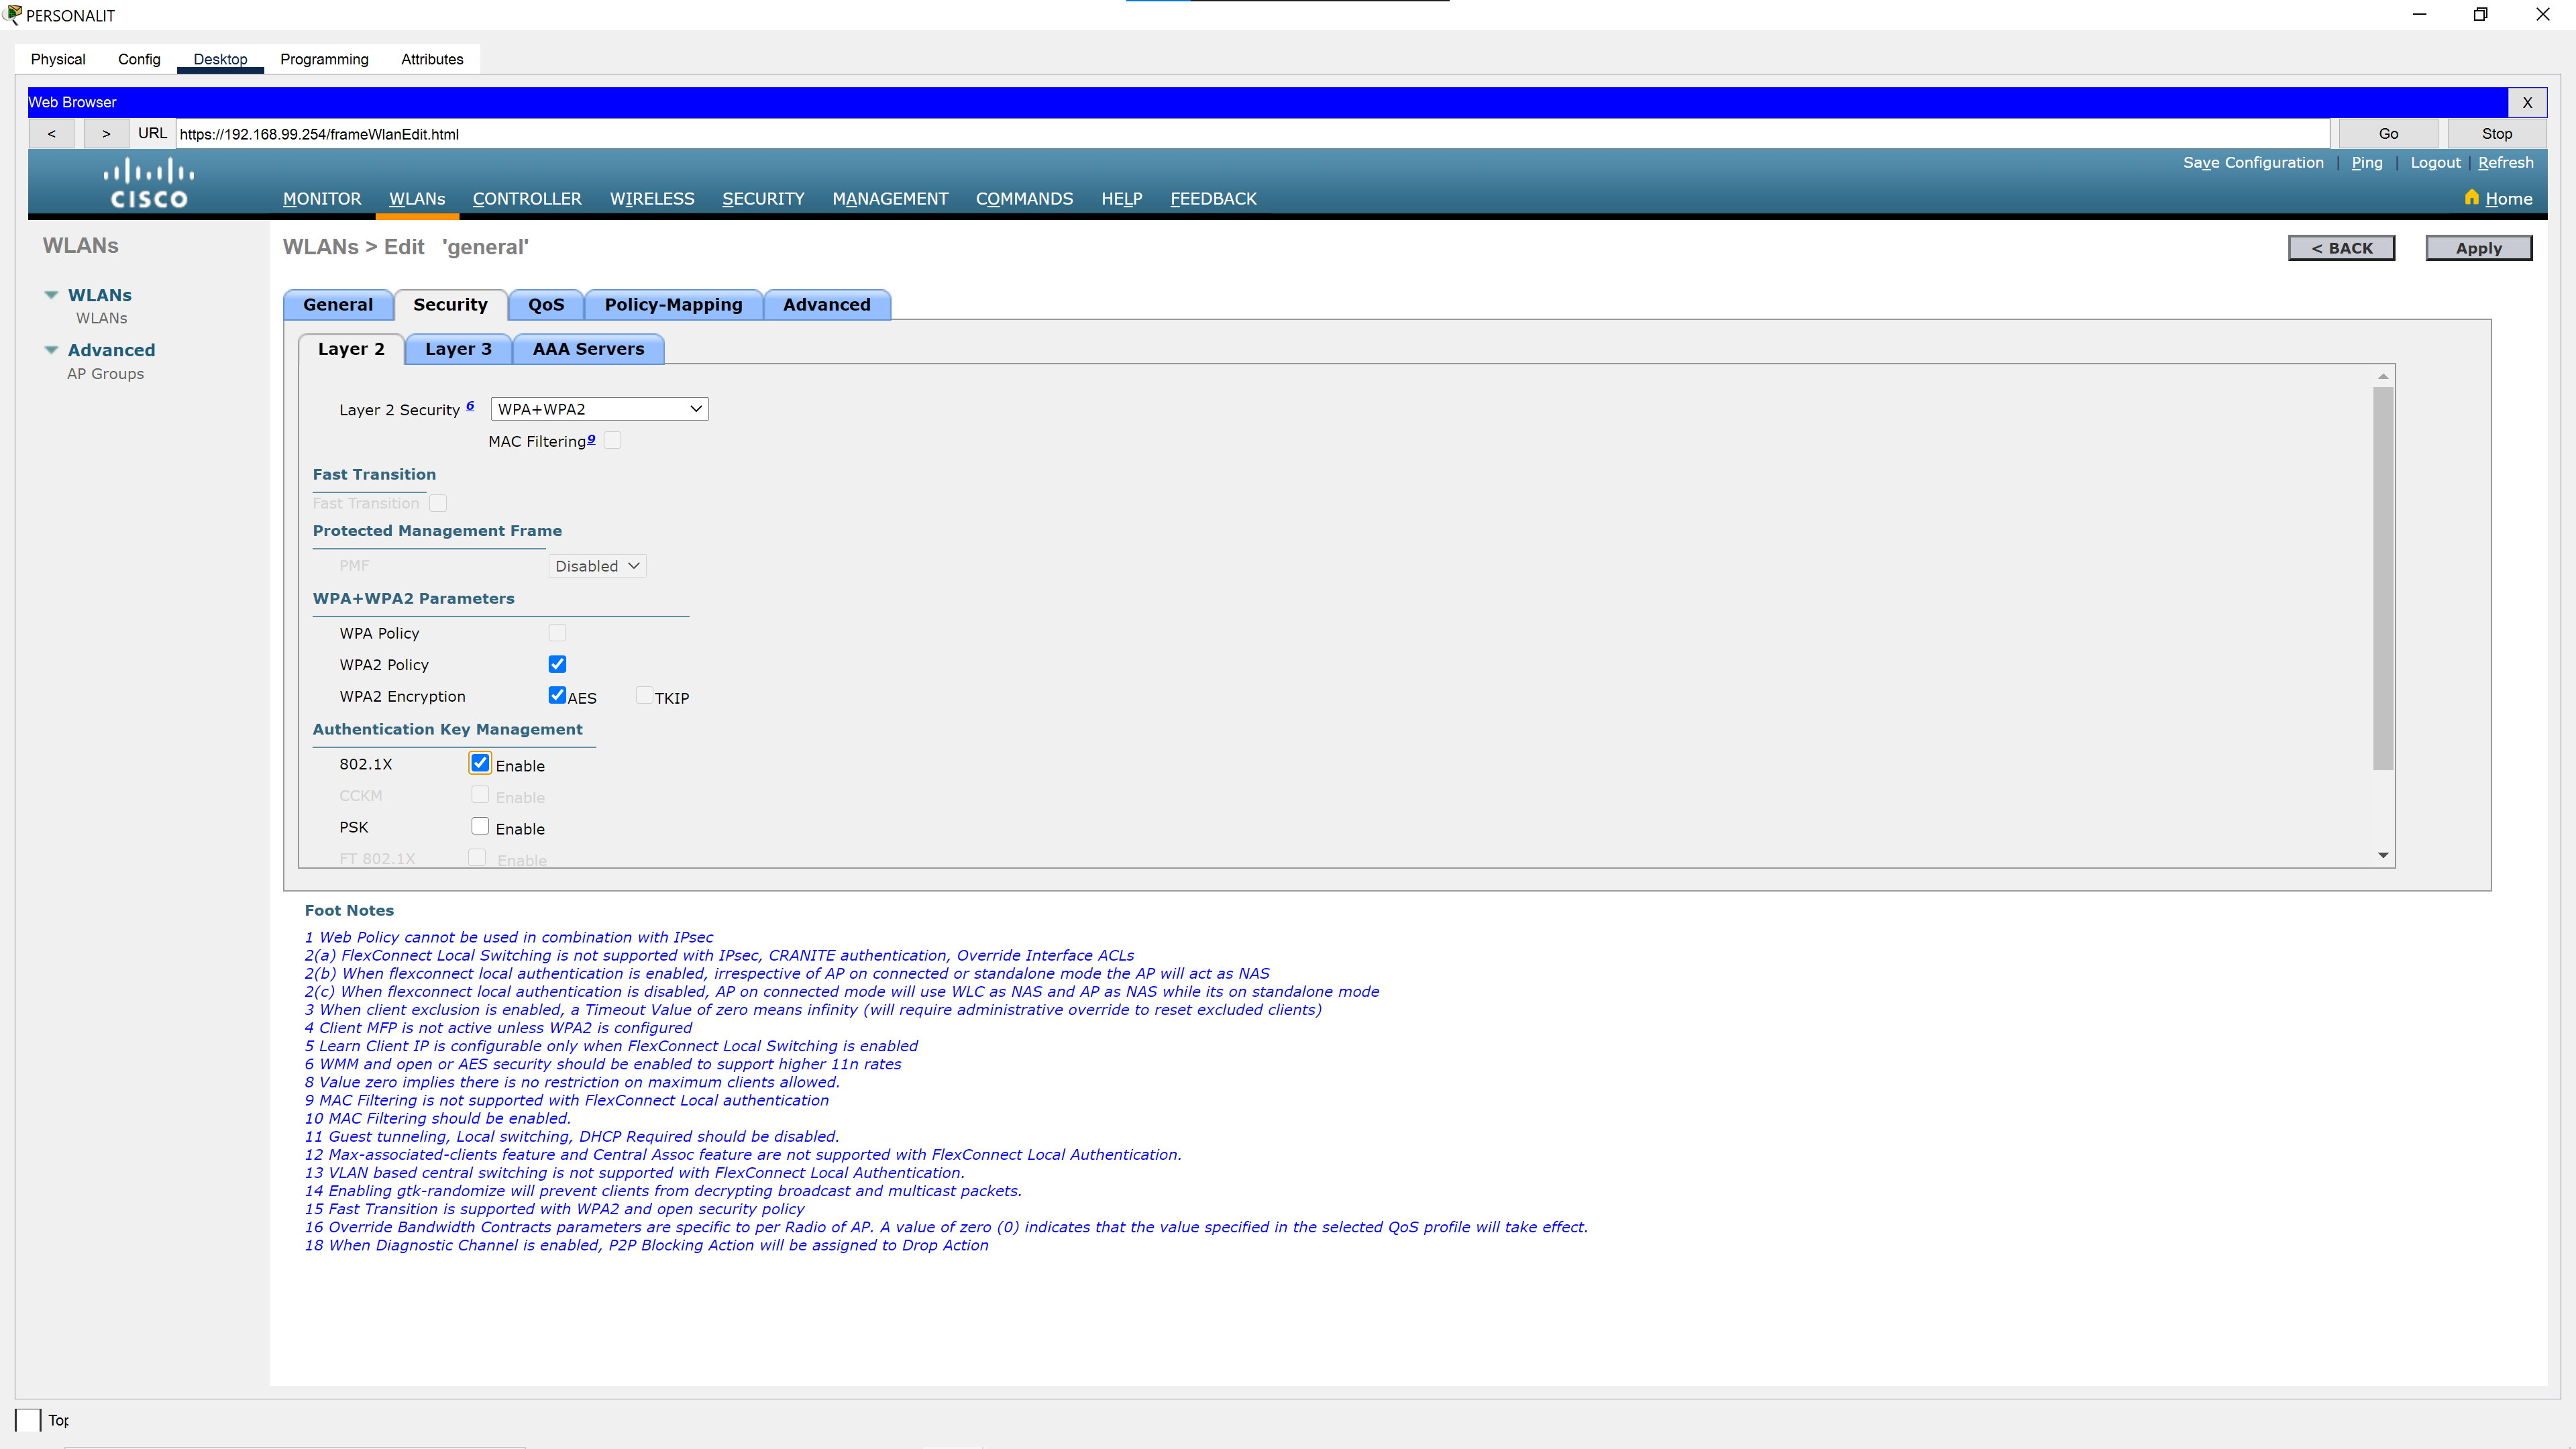 PERSONALIT
Physical Config Desktop Programming Attributes
Web Browser X
< > URL https://192.168.99.254/frameWlanEdit.html Go Stop
Save Configuration | Ping | Logout | Refresh
CISCO MONITOR WLANs CONTROLLER WIRELESS SECURITY MANAGEMENT COMMANDS HELP FEEDBACK Home
WLANs
WLANs
WLANs
Advanced
AP Groups
WLANs > Edit 'general' < BACK Apply
General Security QoS Policy-Mapping Advanced
Layer 2 Layer 3 AAA Servers
Layer 2 Security 6 WPA+WPA2
MAC Filtering9
Fast Transition
Fast Transition
Protected Management Frame
PMF Disabled
WPA+WPA2 Parameters
WPA Policy
WPA2 Policy
WPA2 Encryption AES TKIP
Authentication Key Management
802.1X Enable
CCKM Enable
PSK Enable
FT 802.1X Enable
Foot Notes
1 Web Policy cannot be used in combination with IPsec
2(a) FlexConnect Local Switching is not supported with IPsec, CRANITE authentication, Override Interface ACLs
2(b) When flexconnect local authentication is enabled, irrespective of AP on connected or standalone mode the AP will act as NAS
2(c) When flexconnect local authentication is disabled, AP on connected mode will use WLC as NAS and AP as NAS while its on standalone mode
3 When client exclusion is enabled, a Timeout Value of zero means infinity (will require administrative override to reset excluded clients)
4 Client MFP is not active unless WPA2 is configured
5 Learn Client IP is configurable only when FlexConnect Local Switching is enabled
6 WMM and open or AES security should be enabled to support higher 11n rates
8 Value zero implies there is no restriction on maximum clients allowed.
9 MAC Filtering is not supported with FlexConnect Local authentication
10 MAC Filtering should be enabled.
11 Guest tunneling, Local switching, DHCP Required should be disabled.
12 Max-associated-clients feature and Central Assoc feature are not supported with FlexConnect Local Authentication.
13 VLAN based central switching is not supported with FlexConnect Local Authentication.
14 Enabling gtk-randomize will prevent clients from decrypting broadcast and multicast packets.
15 Fast Transition is supported with WPA2 and open security policy
16 Override Bandwidth Contracts parameters are specific to per Radio of AP. A value of zero (0) indicates that the value specified in the selected QoS profile will take effect.
18 When Diagnostic Channel is enabled, P2P Blocking Action will be assigned to Drop Action
Top